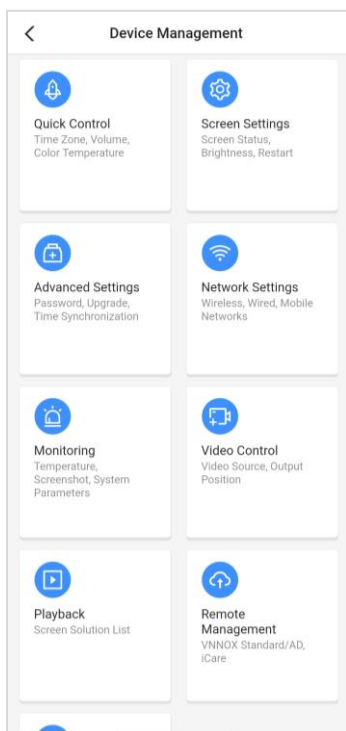 Device Management
Quick Control
Time Zone, Volume,
Color Temperature
Screen Settings
Screen Status,
Brightness, Restart
Advanced Settings
Password, Upgrade,
Time Synchronization
Network Settings
Wireless, Wired, Mobile
Networks
Monitoring
Temperature,
Screenshot, System
Parameters
Video Control
Video Source, Output
Position
Playback
Screen Solution List
Remote
Management
VNNOX Standard/AD,
iCare